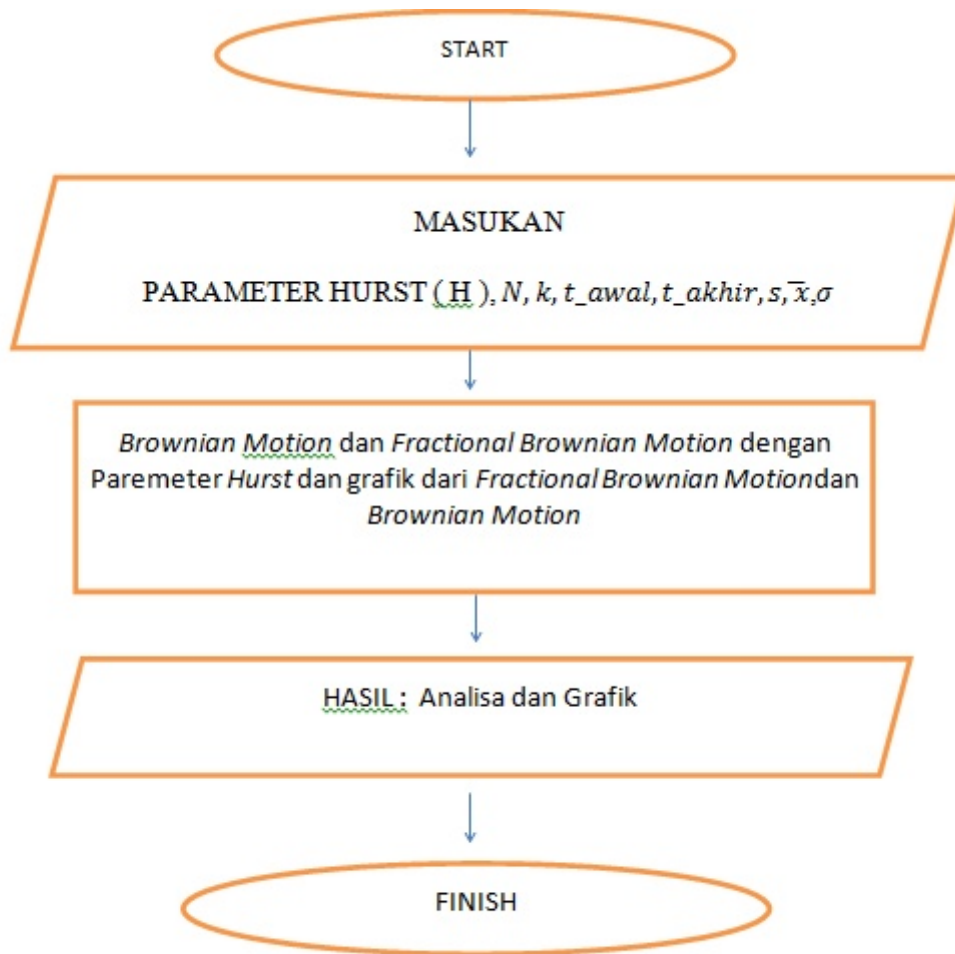 START
MASUKAN
PARAMETER HURST ( H ), N, k, t_awal, t_akhir, s, x̅, σ
Brownian Motion dan Fractional Brownian Motion dengan
Paremeter Hurst dan grafik dari Fractional Brownian Motiondan
Brownian Motion
HASIL : Analisa dan Grafik
FINISH